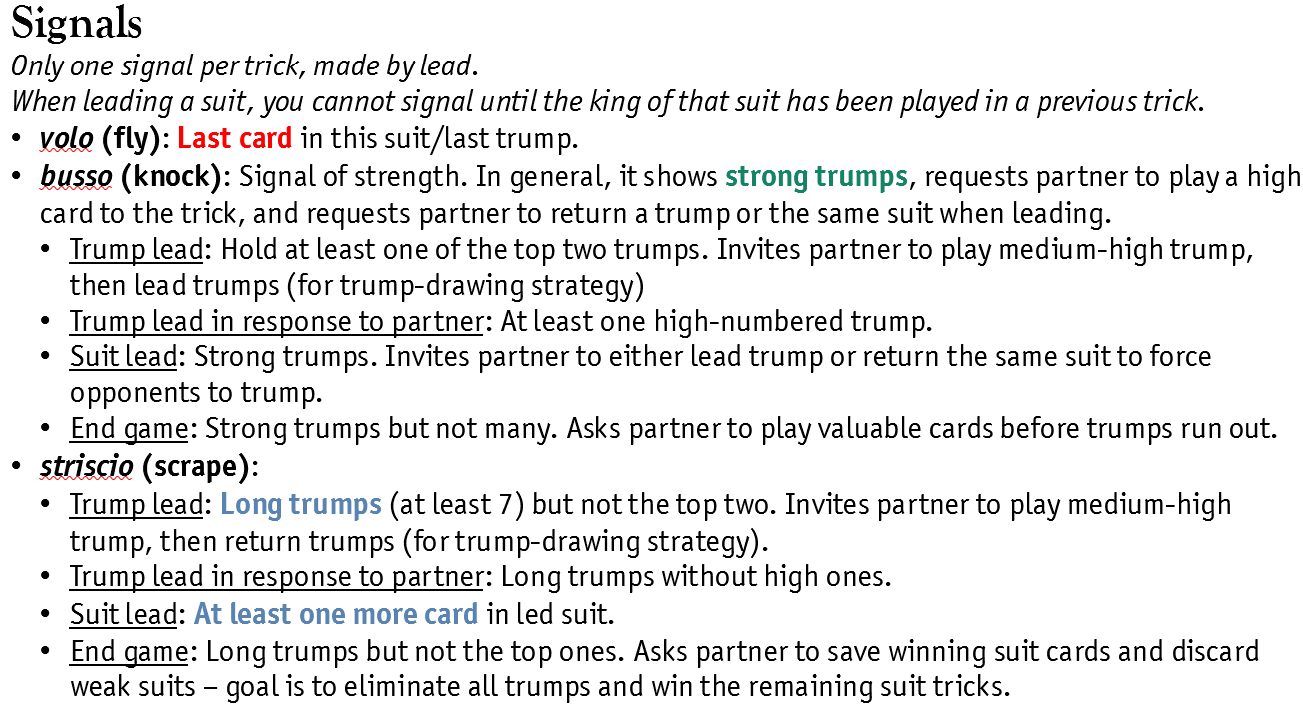 Signals
Only one signal per trick, made by lead.
When leading a suit, you cannot signal until the king of that suit has been played in a previous trick.
• volo (fly): Last card in this suit/last trump.
• busso (knock): Signal of strength. In general, it shows strong trumps, requests partner to play a high
card to the trick, and requests partner to return a trump or the same suit when leading.
• Trump lead: Hold at least one of the top two trumps. Invites partner to play medium-high trump,
then lead trumps (for trump-drawing strategy)
• Trump lead in response to partner: At least one high-numbered trump.
• Suit lead: Strong trumps. Invites partner to either lead trump or return the same suit to force
opponents to trump.
• End game: Strong trumps but not many. Asks partner to play valuable cards before trumps run out.
• striscio (scrape):
• Trump lead: Long trumps (at least 7) but not the top two. Invites partner to play medium-high
trump, then return trumps (for trump-drawing strategy).
• Trump lead in response to partner: Long trumps without high ones.
• Suit lead: At least one more card in led suit.
• End game: Long trumps but not the top ones. Asks partner to save winning suit cards and discard
weak suits – goal is to eliminate all trumps and win the remaining suit tricks.